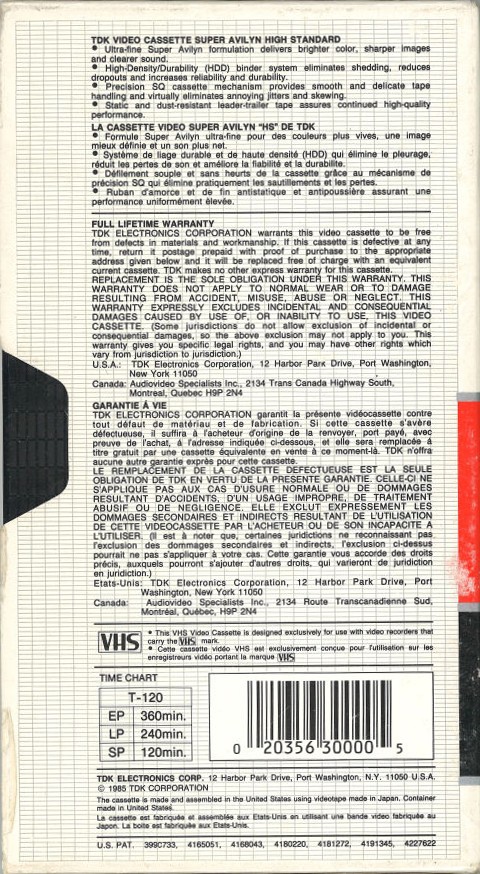 TDK VIDEO CASSETTE SUPER AVILYN HIGH STANDARD
• Ultra-fine Super Avilyn formulation delivers brighter color, sharper images
and clearer sound.
• High-Density/Durability (HDD) binder system eliminates shedding, reduces
dropouts and increases reliability and durability.
• Precision SQ cassette mechanism provides smooth and delicate tape
handling and virtually eliminates annoying jitters and skewing.
• Static and dust-resistant leader-trailer tape assures continued high-quality
performance.
LA CASSETTE VIDEO SUPER AVILYN "HS" DE TDK
• Formule Super Avilyn ultra-fine pour des couleurs plus vives, une image
mieux définie et un son plus net.
• Système de liage durable et de haute densité (HDD) qui élimine le pleurage,
réduit les pertes de son et améliore la fiabilité et la durabilite.
• Défilement souple et sans heurts de la cassette grâce au mécanisme de
précision SQ qui élimine pratiquement les sautillements et les pertes.
• Ruban d'amorce et de fin antistatique et antipoussière assurant une
performance uniformément élevée.
FULL LIFETIME WARRANTY
TDK ELECTRONICS CORPORATION warrants this video cassette to be free
from defects in materials and workmanship. If this cassette is defective at any
time, return it postage prepaid with proof of purchase to the appropriate
address given below and it will be replaced free of charge with an equivalent
current cassette. TDK makes no other express warranty for this cassette.
REPLACEMENT IS THE SOLE OBLIGATION UNDER THIS WARRANTY. THIS
WARRANTY DOES NOT APPLY TO NORMAL WEAR OR TO DAMAGE
RESULTING FROM ACCIDENT, MISUSE, ABUSE OR NEGLECT. THIS
WARRANTY EXPRESSLY EXCLUDES INCIDENTAL AND CONSEQUENTIAL
DAMAGES CAUSED BY USE OF, OR INABILITY TO USE, THIS VIDEO
CASSETTE. (Some jurisdictions do not allow exclusion of incidental or
consequential damages, so the above exclusion may not apply to you. This
warranty gives you specific legal rights, and you may have other rights which
vary from jurisdiction to jurisdiction.)
U.S.A.: TDK Electronics Corporation, 12 Harbor Park Drive, Port Washington,
New York 11050
Canada: Audiovideo Specialists Inc., 2134 Trans Canada Highway South,
Montreal, Quebec H9P 2N4
GARANTIE À VIE
TDK ELECTRONICS CORPORATION garantit la présente vidéocassette contre
tout défaut de matériau et de fabrication. Si cette cassette s'avère
défectueuse, il suffira à l'acheteur d'origine de la renvoyer, port payé, avec
preuve de l'achat, à l'adresse indiquée ci-dessous, et elle sera remplacée à
titre gratuit par une cassette équivalente en vente à ce moment-là. TDK n'offra
aucune autre garantie exprès pour cette cassette.
LE REMPLACEMENT DE LA CASSETTE DEFECTUEUSE EST LA SEULE
OBLIGATION DE TDK EN VERTU DE LA PRESENTE GARANTIE. CELLE-CI NE
S'APPLIQUE PAS AUX CAS D'USURE NORMALE OU DE DOMMAGES
RESULTANT D'ACCIDENTS, D'UN USAGE IMPROPRE, DE TRAITEMENT
ABUSIF OU DE NEGLIGENCE. ELLE EXCLUT EXPRESSEMENT LES
DOMMAGES SECONDAIRES ET INDIRECTS RESULTANT DE L'UTILISATION
DE CETTE VIDEOCASSETTE PAR L'ACHETEUR OU DE SON INCAPACITE A
L'UTILISER. (Il est à noter que, certaines juridictions ne reconnaissant pas
l'exclusion des dommages secondaires et indirects, l'exclusion ci-dessus
pourrait ne pas s'appliquer à votre cas. Cette garantie vous accorde des droits
précis, auxquels pourront s'ajouter d'autres droits, qui varieront de juridiction
en juridiction.)
Etats-Unis: TDK Electronics Corporation, 12 Harbor Park Drive, Port
Washington, New York 11050
Canada: Audiovideo Specialists Inc., 2134 Route Transcanadienne Sud,
Montréal, Québec, H9P 2N4
VHS
• This VHS Video Cassette is designed exclusively for use with video recorders that
carry the VHS mark.
• Cette cassette vidéo VHS est exclusivement conçue pour l'utilisation sur les
enregistreurs vidéo portant la marque VHS
TIME CHART
T-120
EP 360min.
LP 240min.
SP 120min.
0 20356 30000 5
TDK ELECTRONICS CORP. 12 Harbor Park Drive, Port Washington, N.Y. 11050 U.S.A.
© 1985 TDK CORPORATION
The cassette is made and assembled in the United States using videotape made in Japan. Container
made in United States.
La cassette est fabriquée et assemblée aux Etats-Unis en utilisant une bande vidéo fabriquée au
Japon. La boite est fabriquée aux Etats-Unis.
U.S. PAT. 3990733, 4165051, 4168043, 4180220, 4181272, 4191345, 4227622